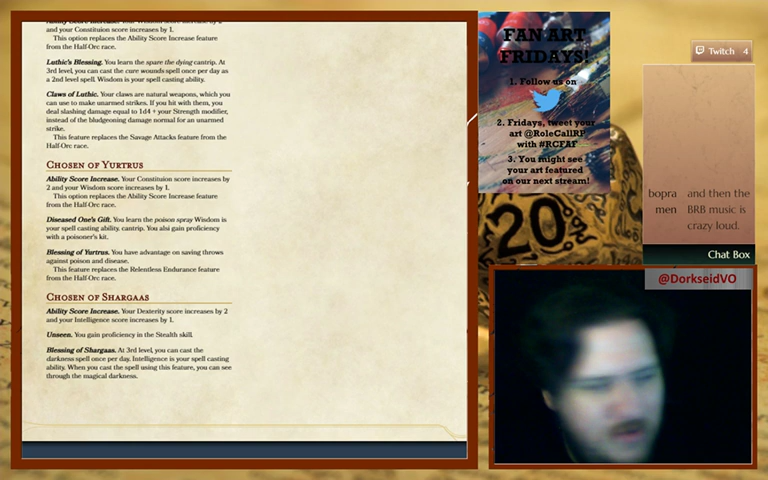 Ability Score Increase. Your Wisdom score increases by 2
and your Constituion score increases by 1.
This option replaces the Ability Score Increase feature
from the Half-Orc race.
Luthic's Blessing. You learn the spare the dying cantrip. At
3rd level, you can cast the cure wounds spell once per day as
a 2nd level spell. Wisdom is your spell casting ability.
Claws of Luthic. Your claws are natural weapons, which you
can use to make unarmed strikes. If you hit with them, you
deal slashing damage equal to 1d4 + your Strength modifier,
instead of the bludgeoning damage normal for an unarmed
strike.
This feature replaces the Savage Attacks feature from the
Half-Orc race.
CHOSEN OF YURTRUS
Ability Score Increase. Your Constituion score increases by
2 and your Wisdom score increases by 1.
This option replaces the Ability Score Increase feature
from the Half-Orc race.
Diseased One's Gift. You learn the poison spray Wisdom is
your spell casting ability, cantrip. You alsi gain proficiency
with a poisoner's kit.
Blessing of Yurtrus. You have advantage on saving throws
against poison and disease.
This feature replaces the Relentless Endurance feature
from the Half-Orc race.
CHOSEN OF SHARGAAS
Ability Score Increase. Your Dexterity score increases by 2
and your Intelligence score increases by 1.
Unseen. You gain proficiency in the Stealth skill.
Blessing of Shargaas. At 3rd level, you can cast the
darkness spell once per day. Intelligence is your spell casting
ability. When you cast the spell using this feature, you can see
through the magical darkness.
FAN ART
FRIDAYS!
1. Follow us on
2. Fridays, tweet your
art @RoleCallRP
with #RCFAF
3. You might see
your art featured
on our next stream!
20
Twitch 4
bopra and then the
men BRB music is
crazy loud.
Chat Box
@DorkseidVO